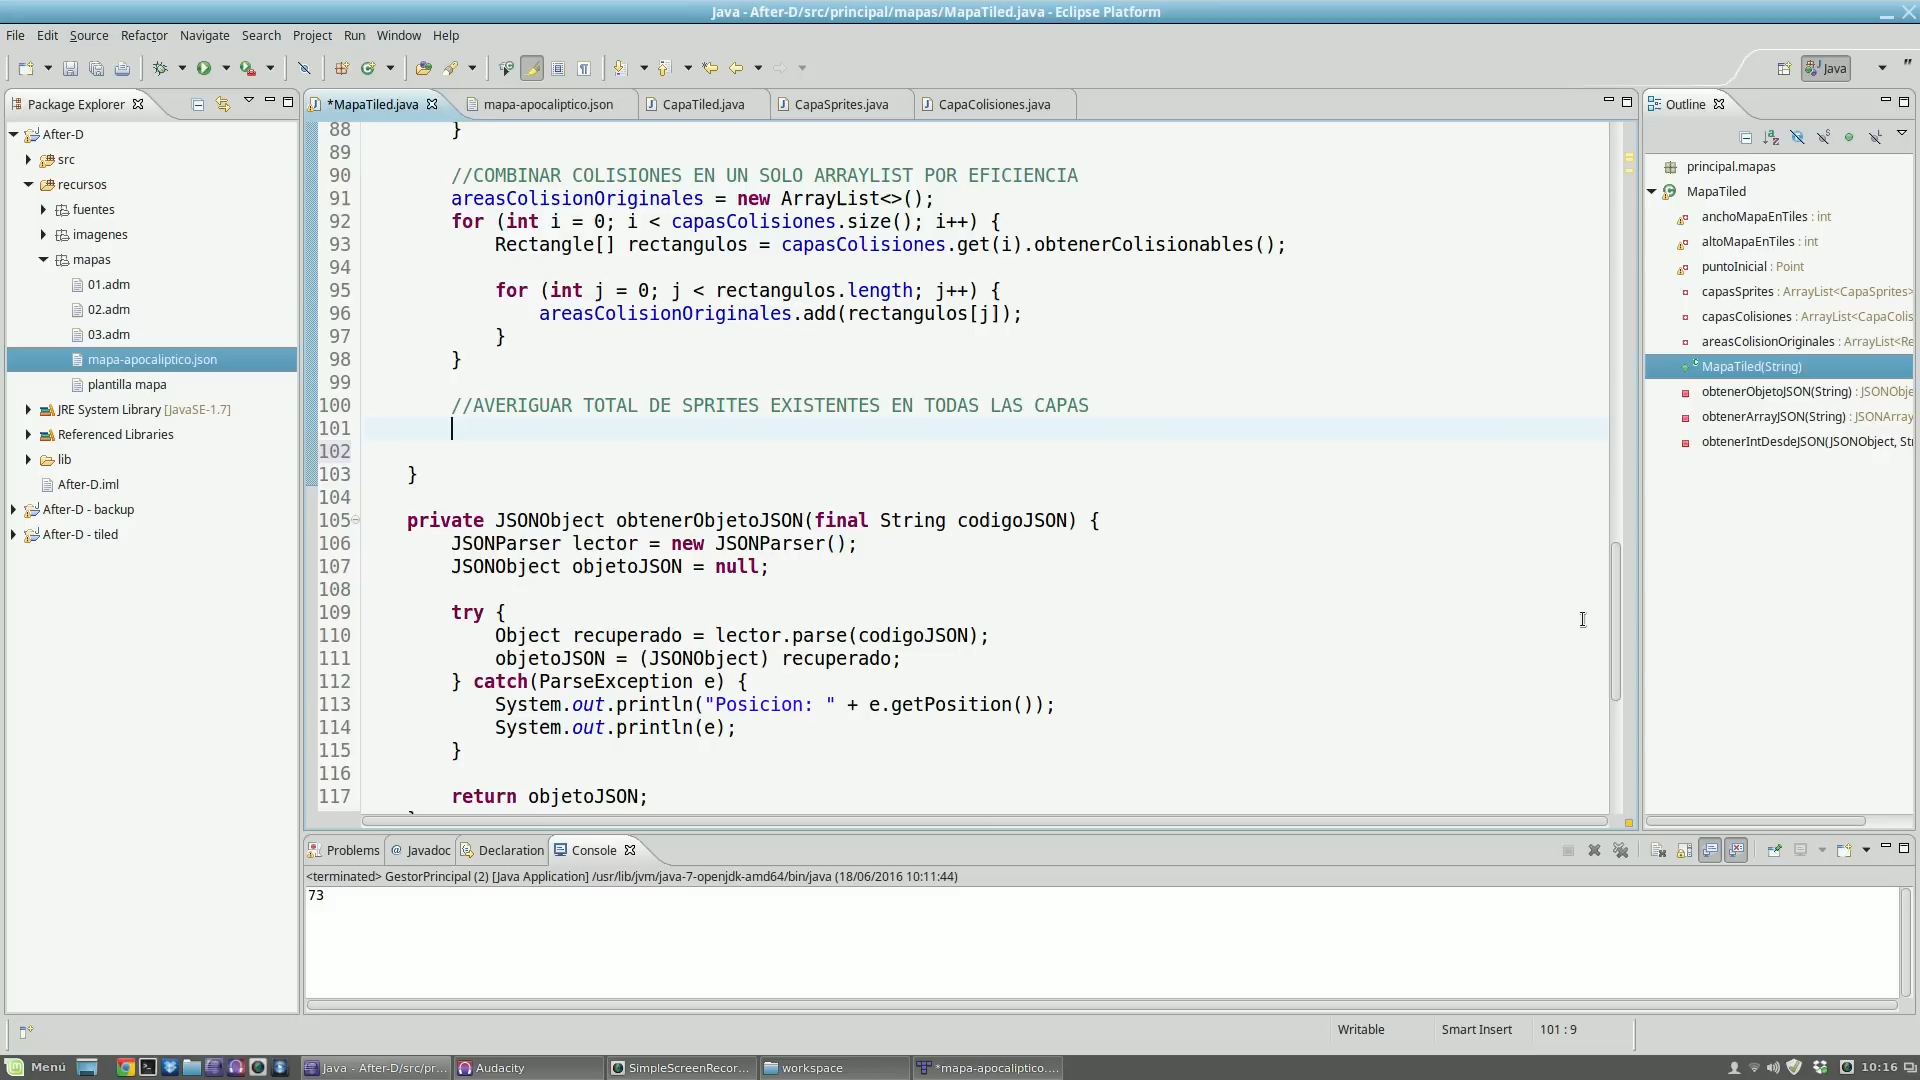 Java - After-D/src/principal/mapas/MapaTiled.java - Eclipse Platform
File Edit Source Refactor Navigate Search Project Run Window Help
Java
Package Explorer
*MapaTiled.java
mapa-apocaliptico.json
CapaTiled.java
CapaSprites.java
CapaColisiones.java
Outline
After-D
src
recursos
fuentes
imagenes
mapas
01.adm
02.adm
03.adm
mapa-apocaliptico.json
plantilla mapa
JRE System Library [JavaSE-1.7]
Referenced Libraries
lib
After-D.iml
After-D - backup
After-D - tiled
88 }
89
90 //COMBINAR COLISIONES EN UN SOLO ARRAYLIST POR EFICIENCIA
91 areasColisionOriginales = new ArrayList<>();
92 for (int i = 0; i < capasColisiones.size(); i++) {
93 Rectangle[] rectangulos = capasColisiones.get(i).obtenerColisionables();
94
95 for (int j = 0; j < rectangulos.length; j++) {
96 areasColisionOriginales.add(rectangulos[j]);
97 }
98 }
99
100 //AVERIGUAR TOTAL DE SPRITES EXISTENTES EN TODAS LAS CAPAS
101
102
103 }
104
105 private JSONObject obtenerObjetoJSON(final String codigoJSON) {
106 JSONParser lector = new JSONParser();
107 JSONObject objetoJSON = null;
108
109 try {
110 Object recuperado = lector.parse(codigoJSON);
111 objetoJSON = (JSONObject) recuperado;
112 } catch(ParseException e) {
113 System.out.println("Posicion: " + e.getPosition());
114 System.out.println(e);
115 }
116
117 return objetoJSON;
principal.mapas
MapaTiled
anchoMapaEnTiles : int
altoMapaEnTiles : int
puntoInicial : Point
capasSprites : ArrayList<CapaSprites>
capasColisiones : ArrayList<CapaColis
areasColisionOriginales : ArrayList<Re
MapaTiled(String)
obtenerObjetoJSON(String) : JSONObje
obtenerArrayJSON(String) : JSONArray
obtenerIntDesdeJSON(JSONObject, Str
Problems
Javadoc
Declaration
Console
<terminated> GestorPrincipal (2) [Java Application] /usr/lib/jvm/java-7-openjdk-amd64/bin/java (18/06/2016 10:11:44)
73
Writable
Smart Insert
101 : 9
Menú
Java - After-D/src/pr...
Audacity
SimpleScreenRecor...
workspace
*mapa-apocaliptico....
10:16